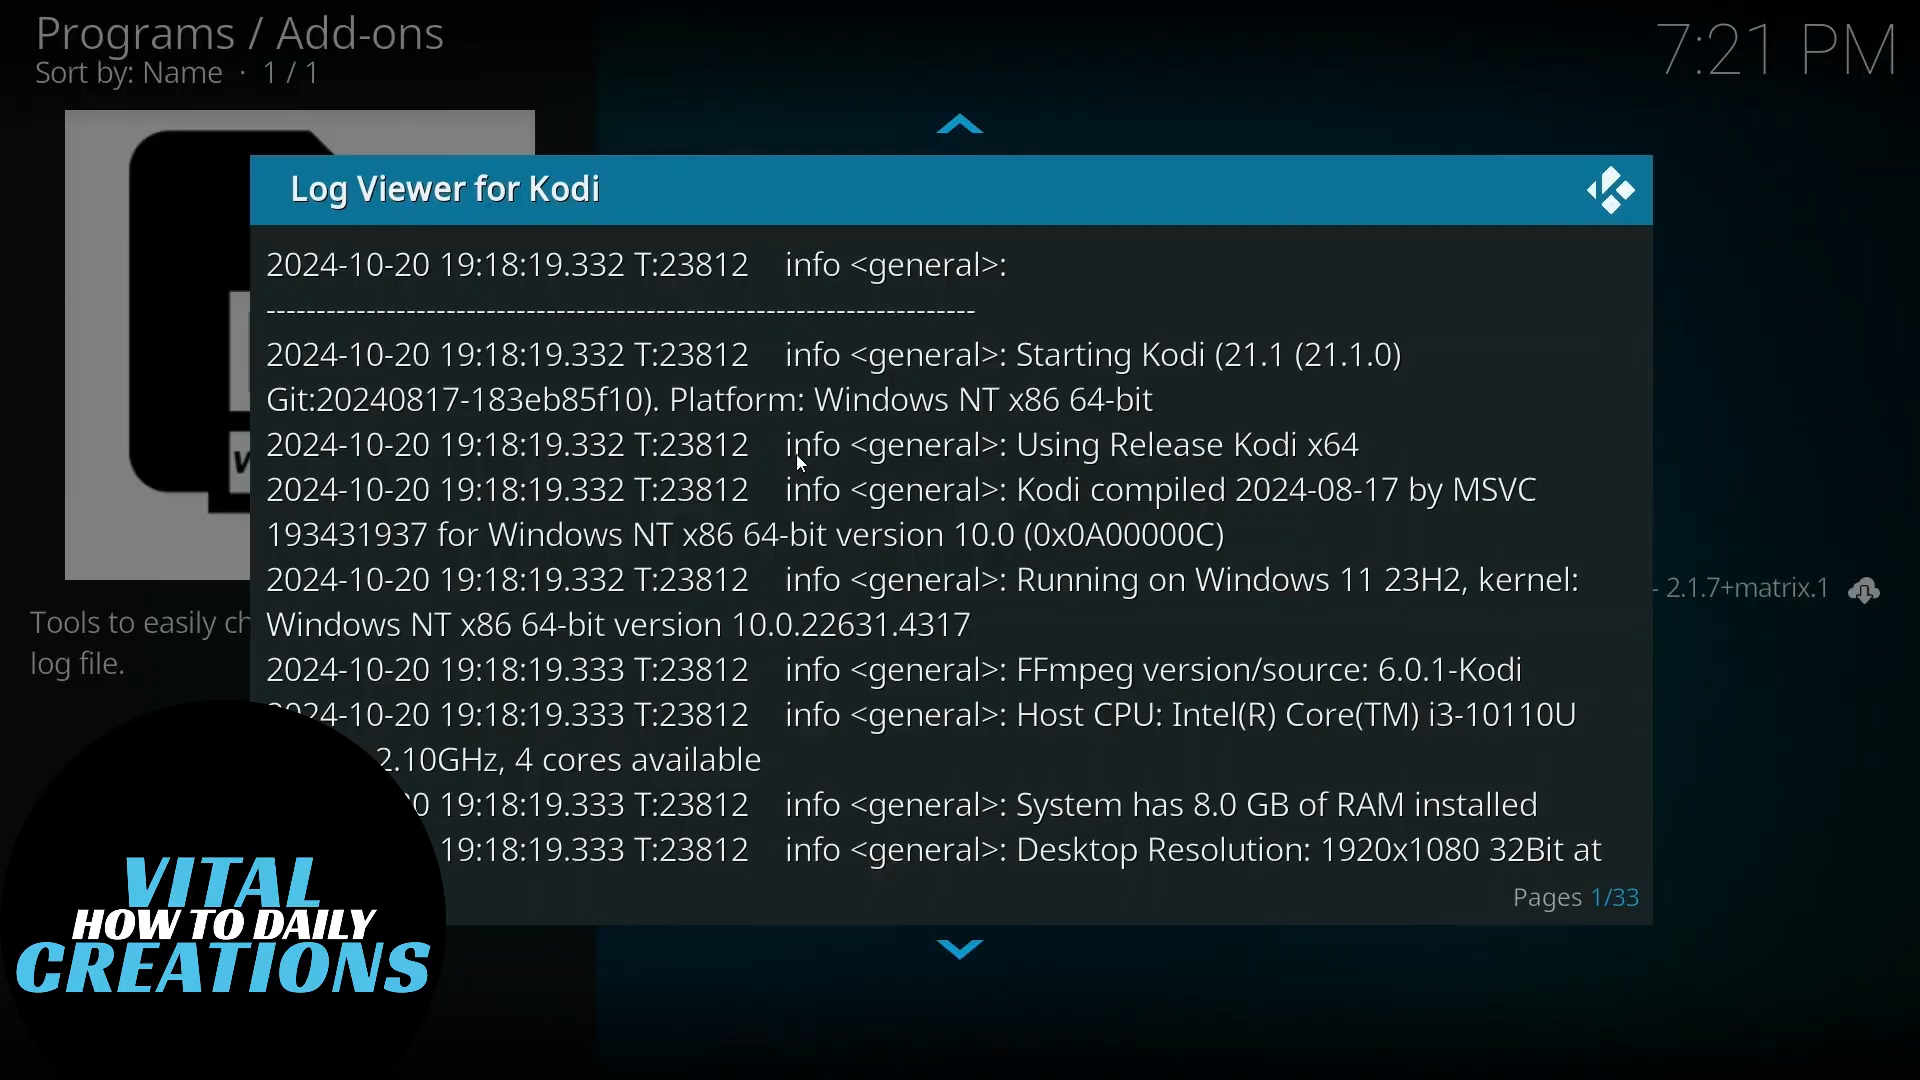 Programs / Add-ons
Sort by: Name · 1 / 1
7:21 PM
Log Viewer for Kodi
2024-10-20 19:18:19.332 T:23812 info <general>:
-----------------------------------------------------------------------
2024-10-20 19:18:19.332 T:23812 info <general>: Starting Kodi (21.1 (21.1.0)
Git:20240817-183eb85f10). Platform: Windows NT x86 64-bit
2024-10-20 19:18:19.332 T:23812 info <general>: Using Release Kodi x64
2024-10-20 19:18:19.332 T:23812 info <general>: Kodi compiled 2024-08-17 by MSVC
193431937 for Windows NT x86 64-bit version 10.0 (0x0A00000C)
2024-10-20 19:18:19.332 T:23812 info <general>: Running on Windows 11 23H2, kernel:
Windows NT x86 64-bit version 10.0.22631.4317
2024-10-20 19:18:19.333 T:23812 info <general>: FFmpeg version/source: 6.0.1-Kodi
24-10-20 19:18:19.333 T:23812 info <general>: Host CPU: Intel(R) Core(TM) i3-10110U
2.10GHz, 4 cores available
0 19:18:19.333 T:23812 info <general>: System has 8.0 GB of RAM installed
19:18:19.333 T:23812 info <general>: Desktop Resolution: 1920x1080 32Bit at
Pages 1/33
- 2.1.7+matrix.1
Tools to easily ch
log file.
VITAL
HOW TO DAILY
CREATIONS